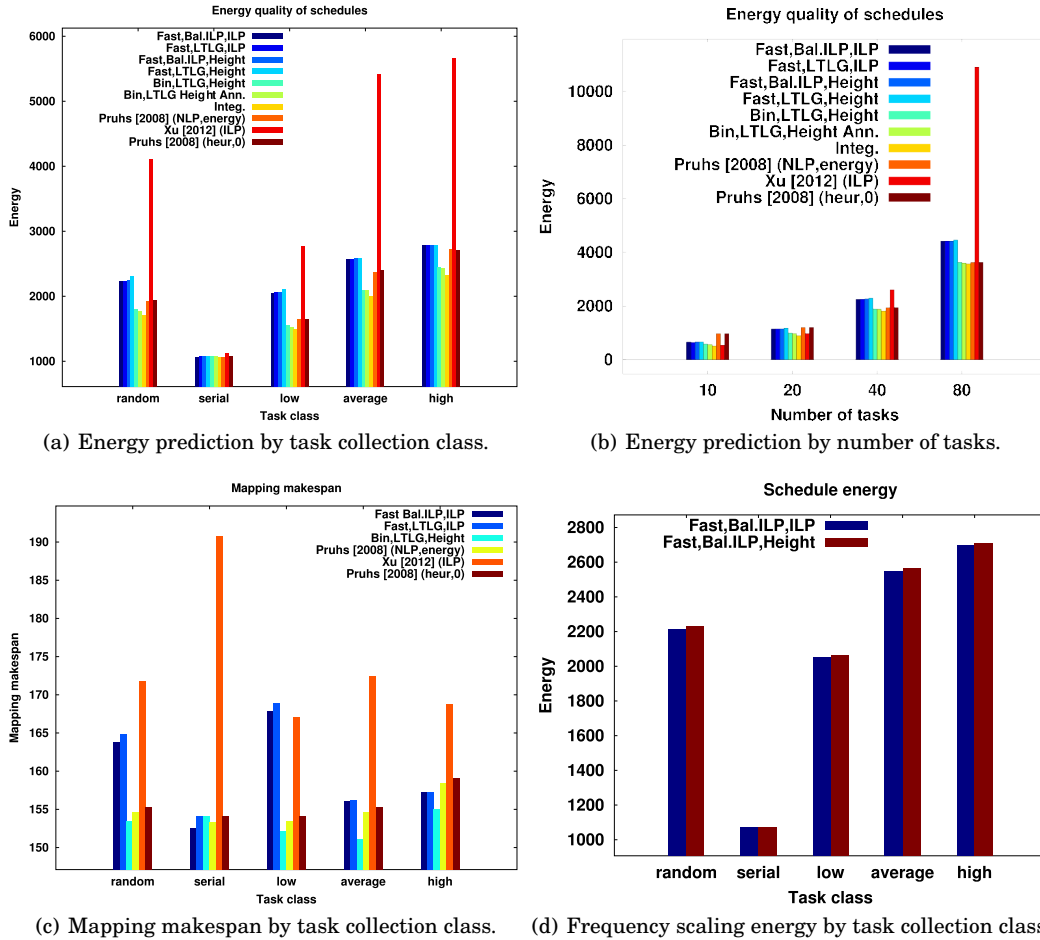 Energy quality of schedules
Fast,Bal.ILP,ILP
Fast,LTLG,ILP
Fast,Bal.ILP,Height
Fast,LTLG,Height
Bin,LTLG,Height
Bin,LTLG Height Ann.
Integ.
Pruhs [2008] (NLP,energy)
Xu [2012] (ILP)
Pruhs [2008] (heur,0)
6000
5000
4000
3000
2000
1000
Energy
random serial low average high
Task class
(a) Energy prediction by task collection class.
Energy quality of schedules
Fast,Bal.ILP,ILP
Fast,LTLG,ILP
Fast,Bal.ILP,Height
Fast,LTLG,Height
Bin,LTLG,Height
Bin,LTLG,Height Ann.
Integ.
Pruhs [2008] (NLP,energy)
Xu [2012] (ILP)
Pruhs [2008] (heur,0)
10000
8000
6000
4000
2000
0
Energy
10 20 40 80
Number of tasks
(b) Energy prediction by number of tasks.
Mapping makespan
Fast Bal.ILP,ILP
Fast,LTLG,ILP
Bin,LTLG,Height
Pruhs [2008] (NLP,energy)
Xu [2012] (ILP)
Pruhs [2008] (heur,0)
190
185
180
175
170
165
160
155
150
Mapping makespan
random serial low average high
Task class
(c) Mapping makespan by task collection class.
Schedule energy
Fast,Bal.ILP,ILP
Fast,Bal.ILP,Height
2800
2600
2400
2200
2000
1800
1600
1400
1200
1000
Energy
random serial low average high
Task class
(d) Frequency scaling energy by task collection class